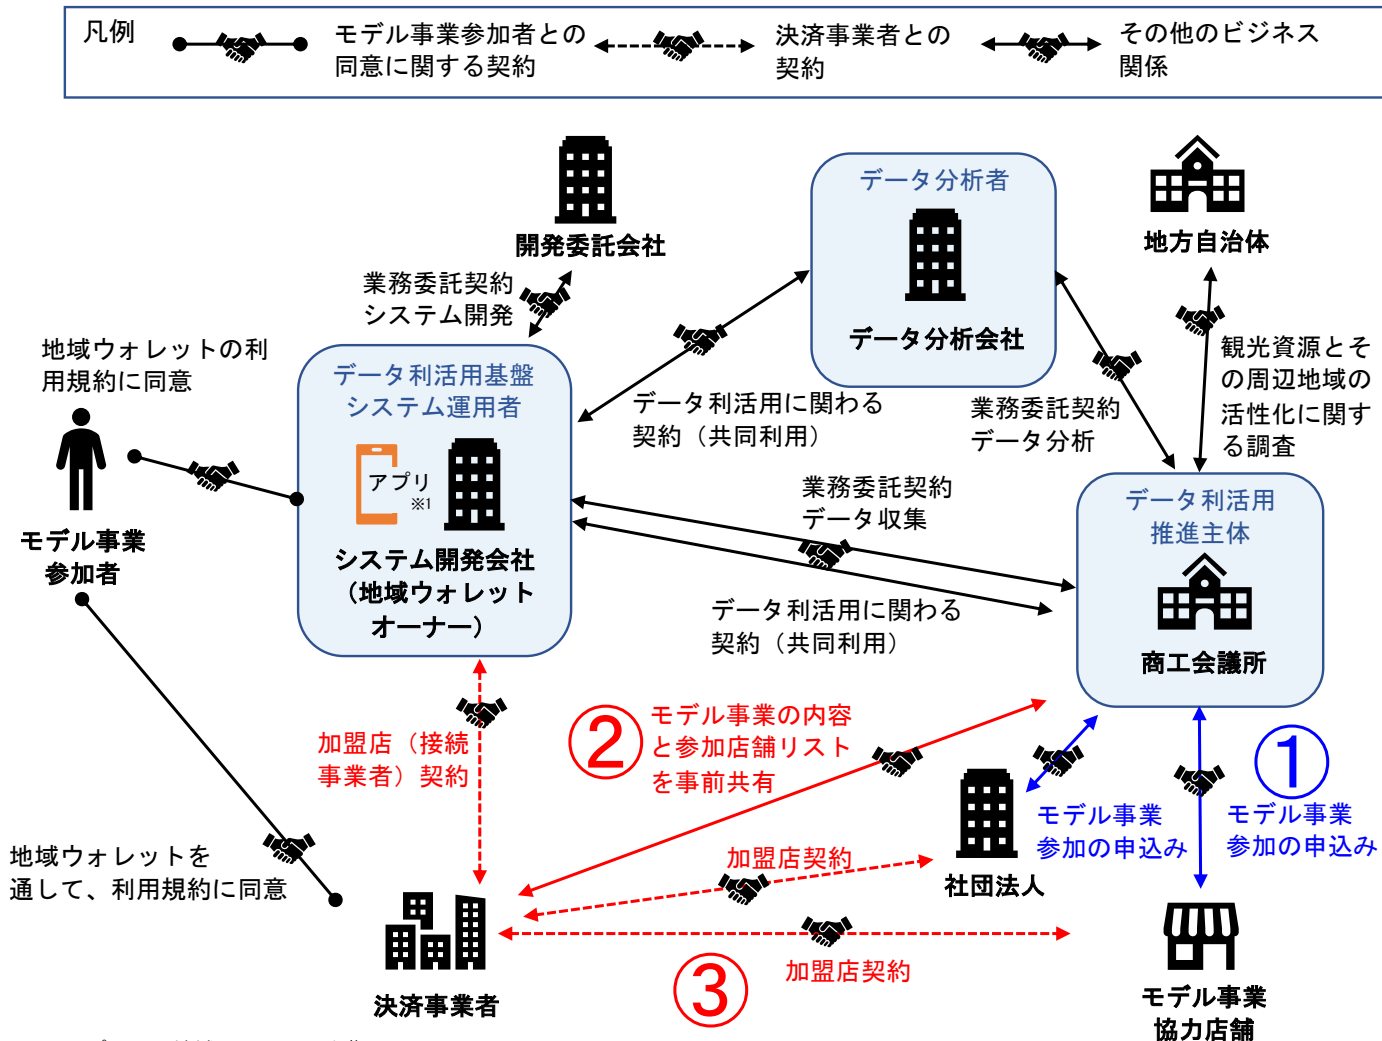 凡例
モデル事業参加者との
同意に関する契約
決済事業者との
契約
その他のビジネス
関係
開発委託会社
業務委託契約
システム開発
データ分析者
データ分析会社
地方自治体
地域ウォレットの利
用規約に同意
データ利活用基盤
システム運用者
アプリ
※1
システム開発会社
（地域ウォレット
オーナー）
データ利活用に関わる
契約（共同利用）
業務委託契約
データ分析
観光資源とそ
の周辺地域の
活性化に関す
る調査
モデル事業
参加者
業務委託契約
データ収集
データ利活用に関わる
契約（共同利用）
データ利活用
推進主体
商工会議所
加盟店（接続
事業者）契約
②
モデル事業の内容
と参加店舗リスト
を事前共有
①
モデル事業
参加の申込み
モデル事業
参加の申込み
社団法人
地域ウォレットを
通して、利用規約に同意
加盟店契約
加盟店契約
③
決済事業者
モデル事業
協力店舗